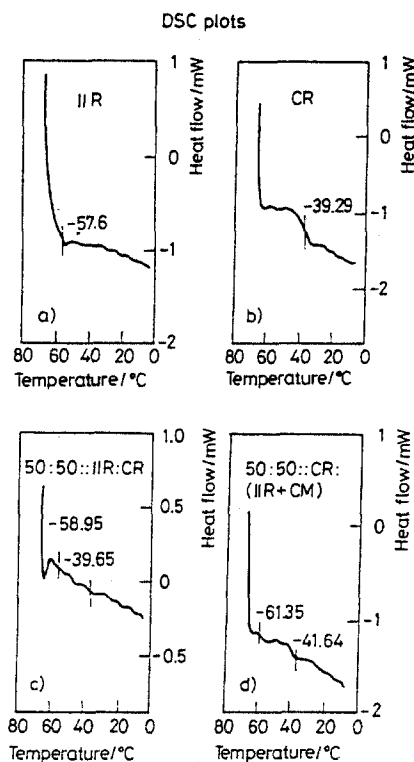 DSC plots
IIR
-57.6
a)
1
0
-1
-2
Heat flow/mW
80 60 40 20 0
Temperature/°C
CR
-39.29
b)
1
0
-1
-2
Heat flow/mW
80 60 40 20 0
Temperature/°C
50:50::IIR:CR
-58.95
-39.65
c)
1.0
0.5
0
-0.5
Heat flow/mW
80 60 40 20 0
Temperature/°C
50:50::CR:
(IIR+CM)
-61.35
-41.64
d)
1
0
-1
-2
Heat flow/mW
80 60 40 20 0
Temperature/°C